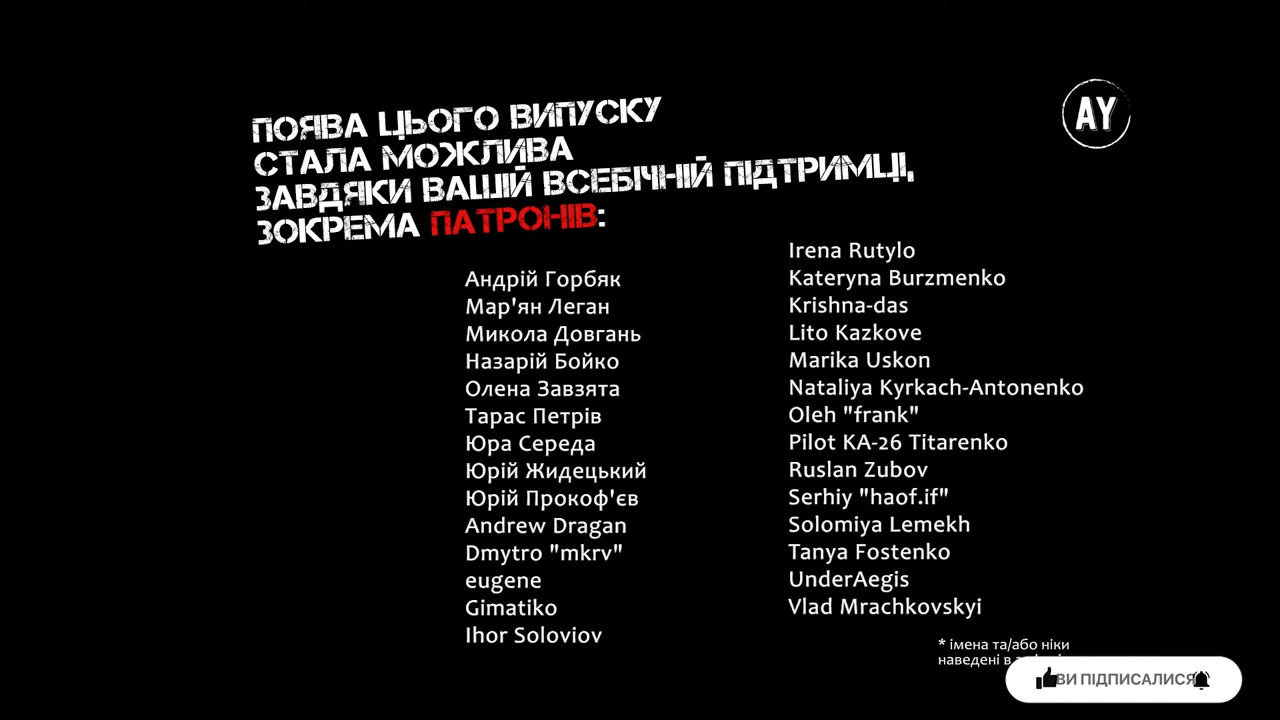 ПОЯВА ЦЬОГО ВИПУСКУ
СТАЛА МОЖЛИВА
ЗАВДЯКИ ВАШІЙ ВСЕБІЧНІЙ ПІДТРИМЦІ,
ЗОКРЕМА ПАТРОНІВ:
AY
Андрій Горбяк
Мар'ян Леган
Микола Довгань
Назарій Бойко
Олена Завзята
Тарас Петрів
Юра Середа
Юрій Жидецький
Юрій Прокоф'єв
Andrew Dragan
Dmytro "mkrv"
eugene
Gimatiko
Ihor Soloviov
Irena Rutylo
Kateryna Burzmenko
Krishna-das
Lito Kazkove
Marika Uskon
Nataliya Kyrkach-Antonenko
Oleh "frank"
Pilot KA-26 Titarenko
Ruslan Zubov
Serhiy "haof.if"
Solomiya Lemekh
Tanya Fostenko
UnderAegis
Vlad Mrachkovskyi
* імена та/або ніки
наведені в
ВИ ПІДПИСАЛИСЯ